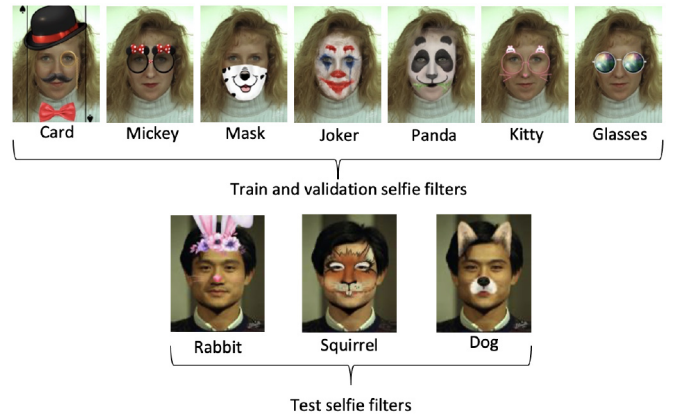 Card Mickey Mask Joker Panda Kitty Glasses
Train and validation selfie filters
Rabbit Squirrel Dog
Test selfie filters